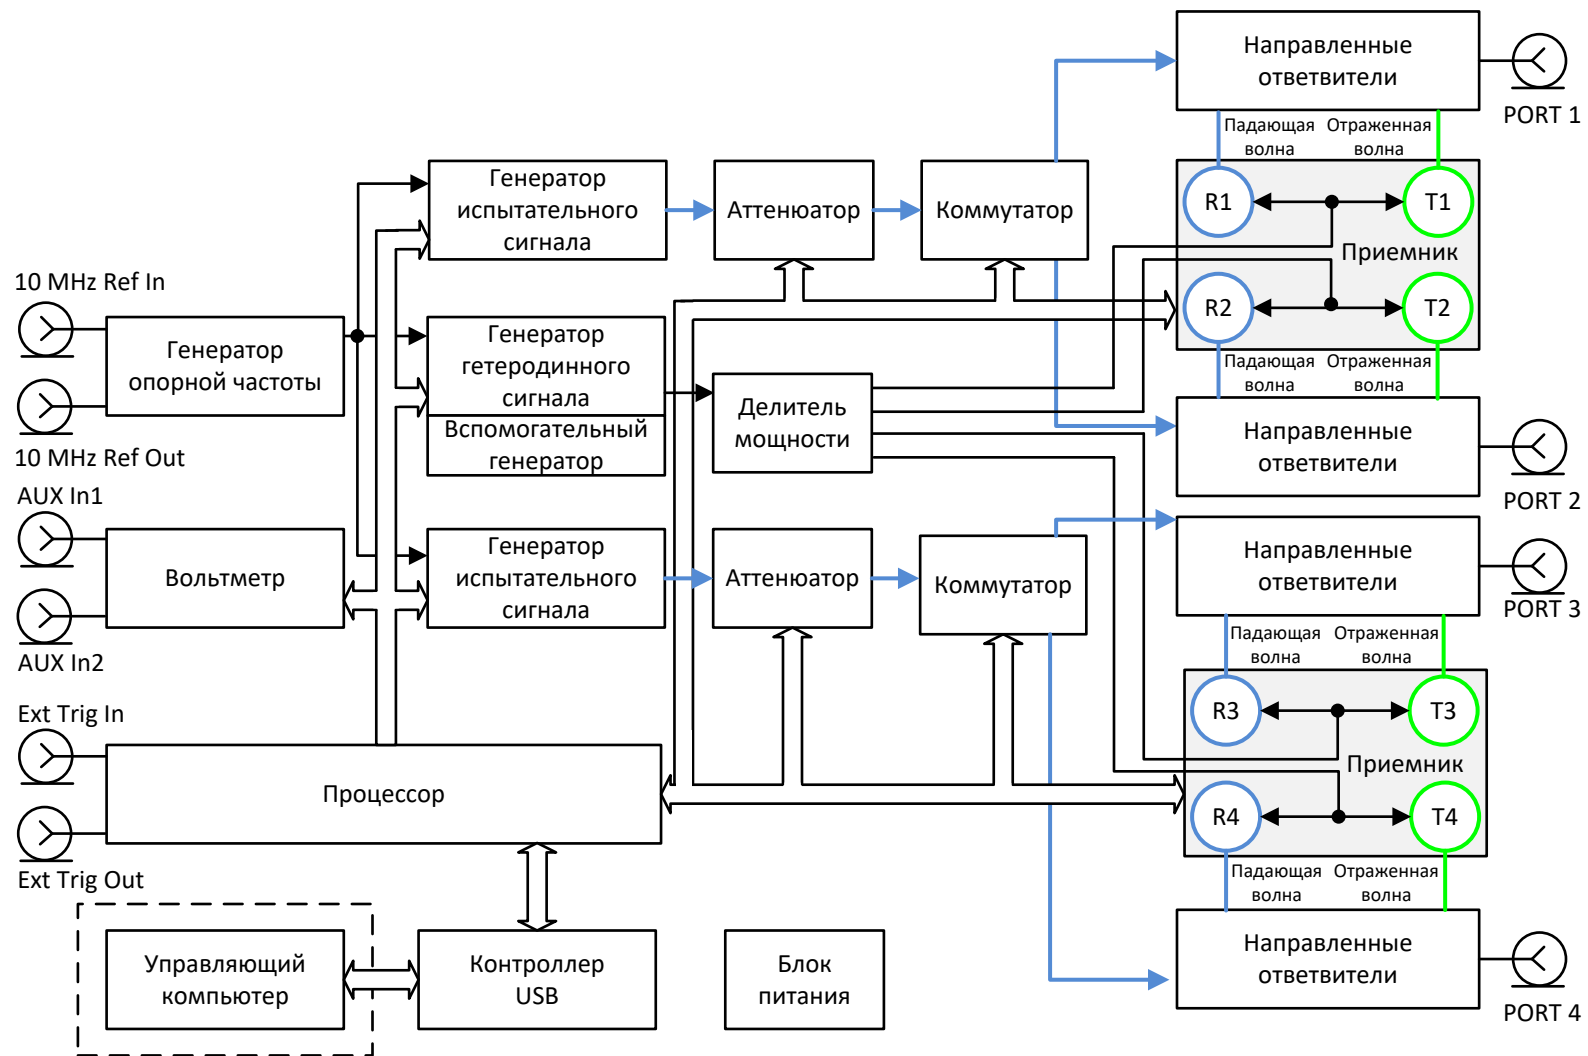 Направленные
ответвители
PORT 1
Падающая
волна
Отраженная
волна
Генератор
испытательного
сигнала
Аттенюатор
Коммутатор
R1
T1
Приемник
R2
T2
Падающая
волна
Отраженная
волна
10 MHz Ref In
Генератор
опорной частоты
10 MHz Ref Out
Генератор
гетеродинного
сигнала
Вспомогательный
генератор
Делитель
мощности
Направленные
ответвители
PORT 2
AUX In1
Вольтметр
AUX In2
Генератор
испытательного
сигнала
Аттенюатор
Коммутатор
Направленные
ответвители
PORT 3
Падающая
волна
Отраженная
волна
R3
T3
Приемник
R4
T4
Падающая
волна
Отраженная
волна
Ext Trig In
Процессор
Ext Trig Out
Управляющий
компьютер
Контроллер
USB
Блок
питания
Направленные
ответвители
PORT 4